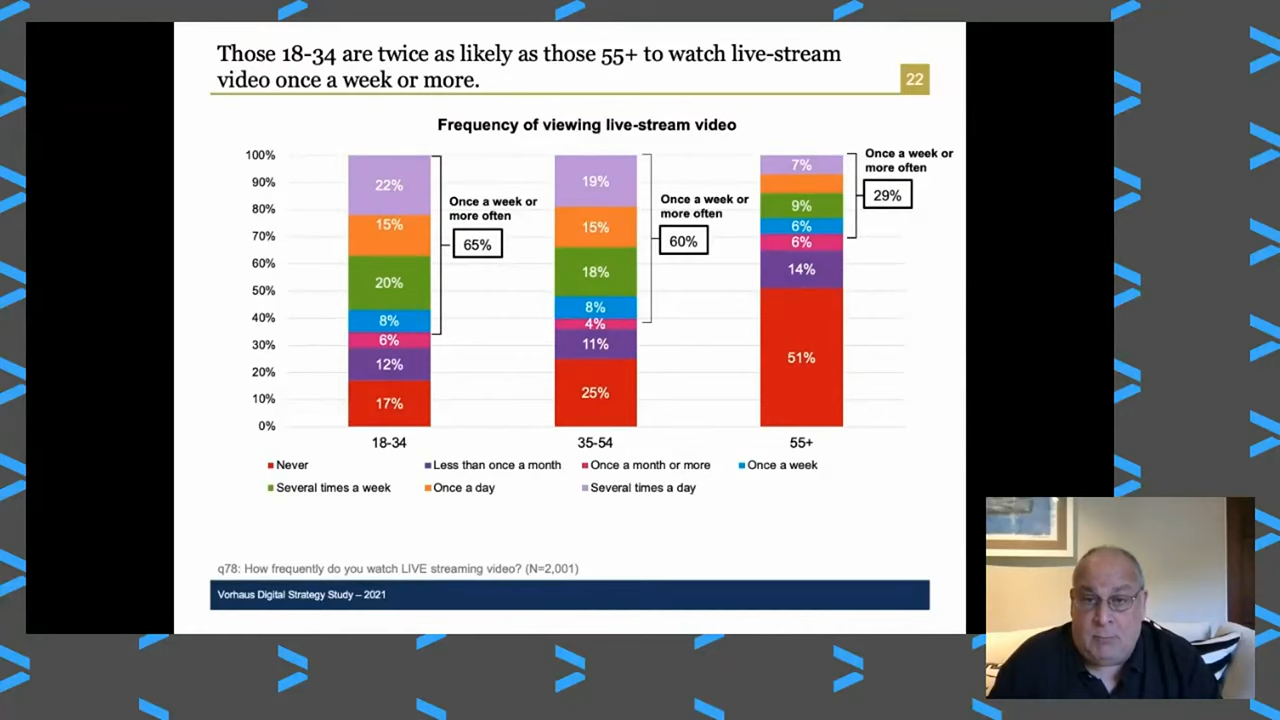 Those 18-34 are twice as likely as those 55+ to watch live-stream
video once a week or more.
22
Frequency of viewing live-stream video
100%
90%
80%
70%
60%
50%
40%
30%
20%
10%
0%
22%
15%
20%
8%
6%
12%
17%
Once a week or
more often
65%
19%
15%
18%
8%
4%
11%
25%
Once a week or
more often
60%
7%
9%
6%
6%
14%
51%
Once a week or
more often
29%
18-34 35-54 55+
Never Less than once a month Once a month or more Once a week
Several times a week Once a day Several times a day
q78: How frequently do you watch LIVE streaming video? (N=2,001)
Vorhaus Digital Strategy Study – 2021